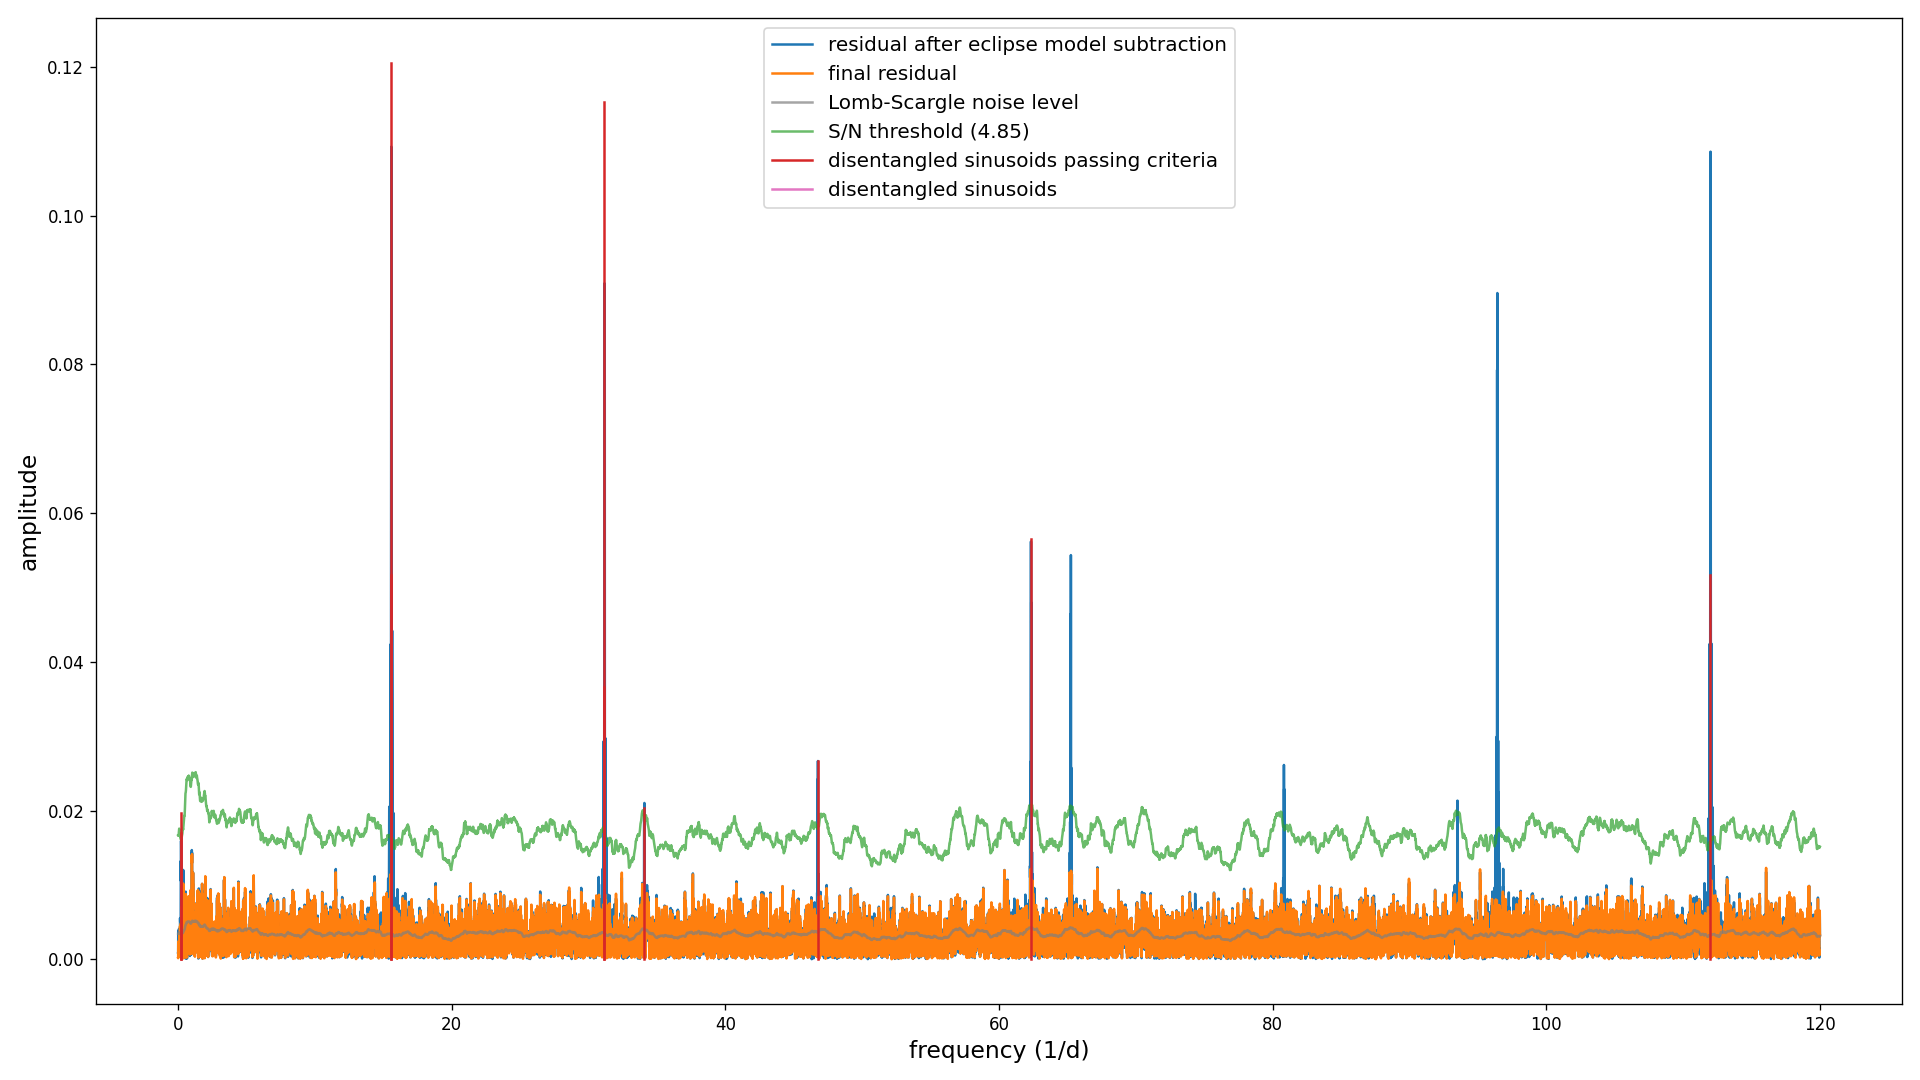 residual after eclipse model subtraction
final residual
Lomb-Scargle noise level
S/N threshold (4.85)
disentangled sinusoids passing criteria
disentangled sinusoids
0.12
0.10
0.08
0.06
0.04
0.02
0.00
amplitude
0 20 40 60 80 100 120
frequency (1/d)